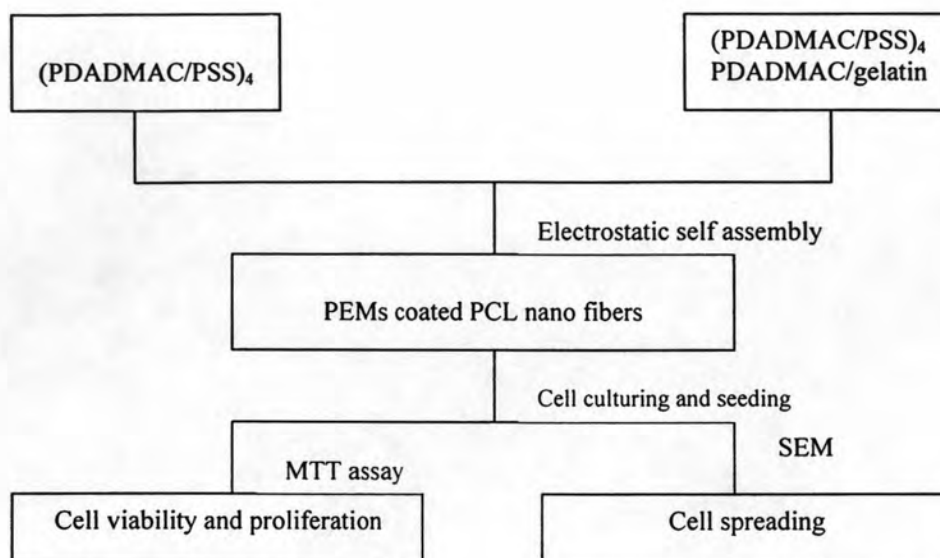 (PDADMAC/PSS)₄
(PDADMAC/PSS)₄
PDADMAC/gelatin
Electrostatic self assembly
PEMs coated PCL nano fibers
Cell culturing and seeding
SEM
MTT assay
Cell viability and proliferation
Cell spreading